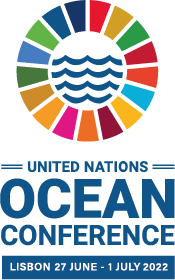 UNITED NATIONS
OCEAN
CONFERENCE
LISBON 27 JUNE - 1 JULY 2022